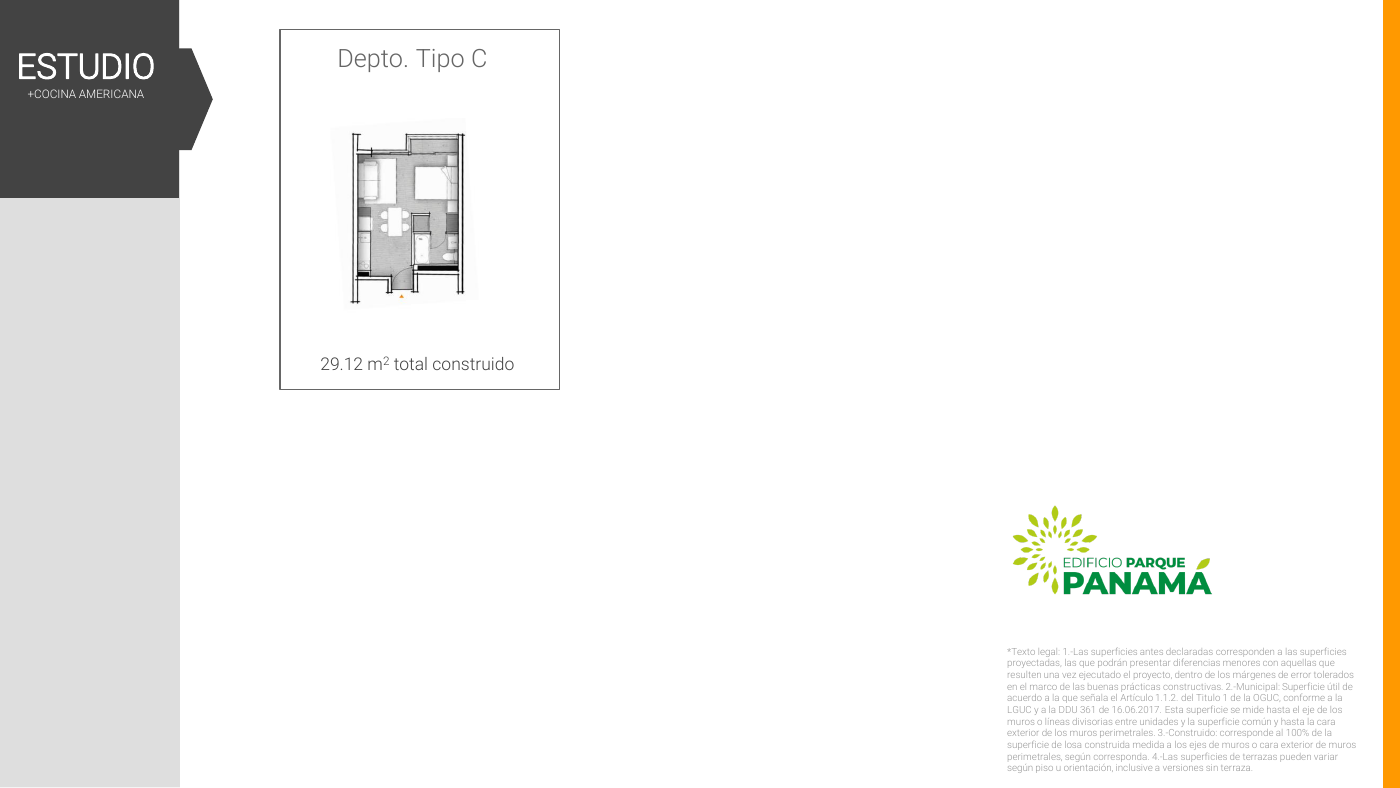 ESTUDIO
+COCINA AMERICANA
Depto. Tipo C
29.12 m² total construido
EDIFICIO PARQUE
PANAMÁ
*Texto legal: 1.-Las superficies antes declaradas corresponden a las superficies
proyectadas, las que podrán presentar diferencias menores con aquellas que
resulten una vez ejecutado el proyecto, dentro de los márgenes de error tolerados
en el marco de las buenas prácticas constructivas. 2.-Municipal: Superficie útil de
acuerdo a la que señala el Artículo 1.1.2. del Titulo 1 de la OGUC, conforme a la
LGUC y a la DDU 361 de 16.06.2017. Esta superficie se mide hasta el eje de los
muros o líneas divisorias entre unidades y la superficie común y hasta la cara
exterior de los muros perimetrales. 3.-Construido: corresponde al 100% de la
superficie de losa construida medida a los ejes de muros o cara exterior de muros
perimetrales, según corresponda. 4.-Las superficies de terrazas pueden variar
según piso u orientación, inclusive a versiones sin terraza.